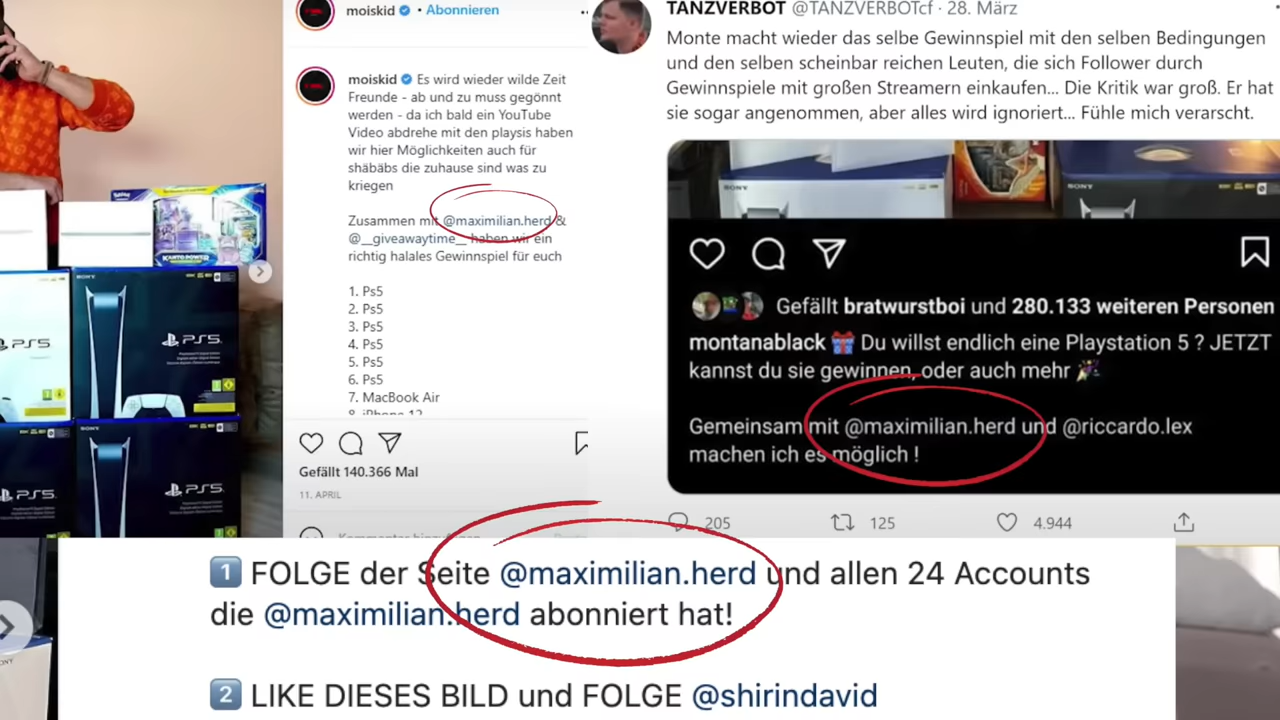 moiskid • Abonnieren
moiskid Es wird wieder wilde Zeit
Freunde - ab und zu muss gegönnt
werden - da ich bald ein YouTube
Video abdrehe mit den playsis haben
wir hier Möglichkeiten auch für
shäbäbs die zuhause sind was zu
kriegen
Zusammen mit @maximilian.herd &
@__giveawaytime__ haben wir ein
richtig halales Gewinnspiel für euch
1. Ps5
2. Ps5
3. Ps5
4. Ps5
5. Ps5
6. Ps5
7. MacBook Air
8. iPhone 12
Gefällt 140.366 Mal
11. APRIL
TANZVERBOT @TANZVERBOTcf · 28. März
Monte macht wieder das selbe Gewinnspiel mit den selben Bedingungen
und den selben scheinbar reichen Leuten, die sich Follower durch
Gewinnspiele mit großen Streamern einkaufen... Die Kritik war groß. Er hat
sie sogar angenommen, aber alles wird ignoriert... Fühle mich verarscht.
SONY
SONY
Gefällt bratwurstboi und 280.133 weiteren Personen
montanablack 🎁 Du willst endlich eine Playstation 5 ? JETZT
kannst du sie gewinnen, oder auch mehr 🎉
Gemeinsam mit @maximilian.herd und @riccardo.lex
machen ich es möglich !
205 125 4.944
SONY
PS5
PS5
SONY
PS5
PS5
1 FOLGE der Seite @maximilian.herd und allen 24 Accounts
die @maximilian.herd abonniert hat!
2 LIKE DIESES BILD und FOLGE @shirindavid